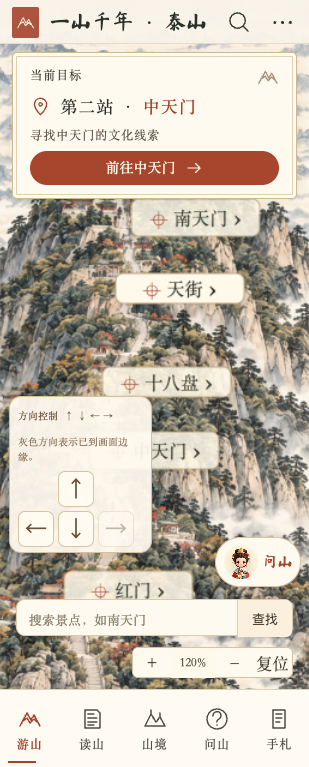 一山千年 · 泰山
当前目标
第二站 · 中天门
寻找中天门的文化线索
前往中天门 →
南天门 ›
天街 ›
十八盘 ›
天门 ›
方向控制 ↑ ↓ ← →
灰色方向表示已到画面边
缘。
↑
← ↓ →
问山
红门 ›
搜索景点，如南天门 查找
+ 120% − 复位
游山 读山 山境 问山 手札